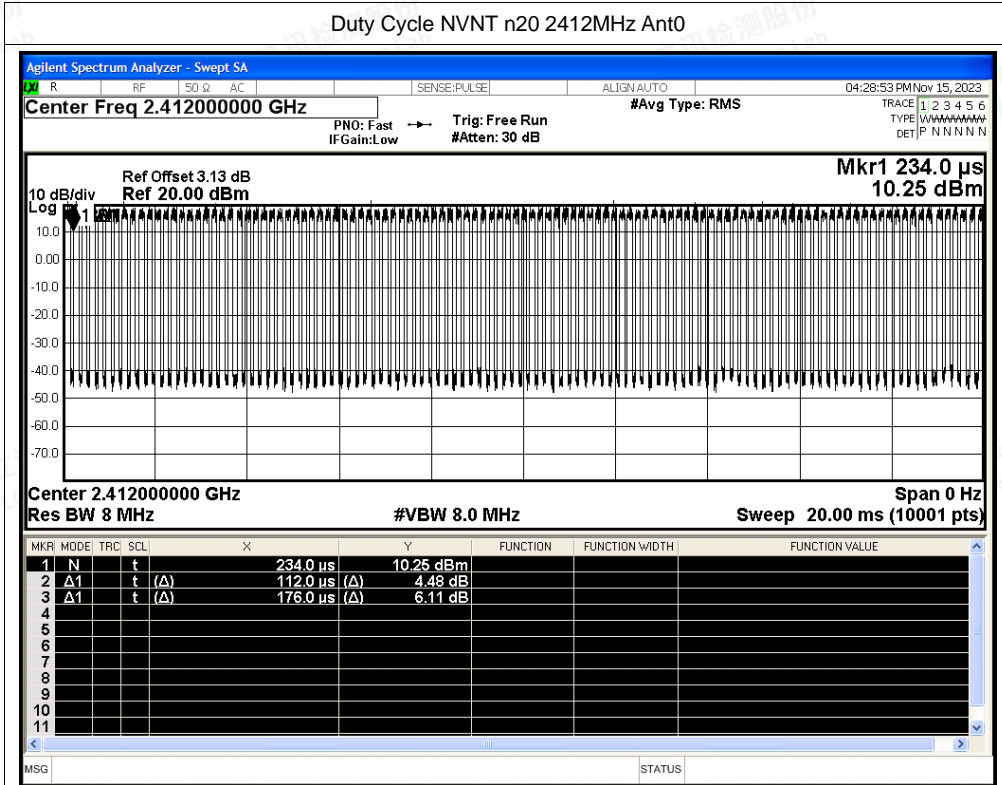 Duty Cycle NVNT n20 2412MHz Ant0
Agilent Spectrum Analyzer - Swept SA
LXI R RF 50 Ω AC SENSE:PULSE ALIGN AUTO 04:28:53 PM Nov 15, 2023
Center Freq 2.412000000 GHz #Avg Type: RMS TRACE 1 2 3 4 5 6
PNO: Fast Trig: Free Run TYPE
IFGain:Low #Atten: 30 dB DET P N N N N N
Mkr1 234.0 µs
10.25 dBm
Ref Offset 3.13 dB
10 dB/div Ref 20.00 dBm
Log
1
10.0
0.00
-10.0
-20.0
-30.0
-40.0
-50.0
-60.0
-70.0
Center 2.412000000 GHz Span 0 Hz
Res BW 8 MHz #VBW 8.0 MHz Sweep 20.00 ms (10001 pts)
MKR MODE TRC SCL X Y FUNCTION FUNCTION WIDTH FUNCTION VALUE
1 N t 234.0 µs 10.25 dBm
2 Δ1 t (Δ) 112.0 µs (Δ) 4.48 dB
3 Δ1 t (Δ) 176.0 µs (Δ) 6.11 dB
4
5
6
7
8
9
10
11
MSG STATUS